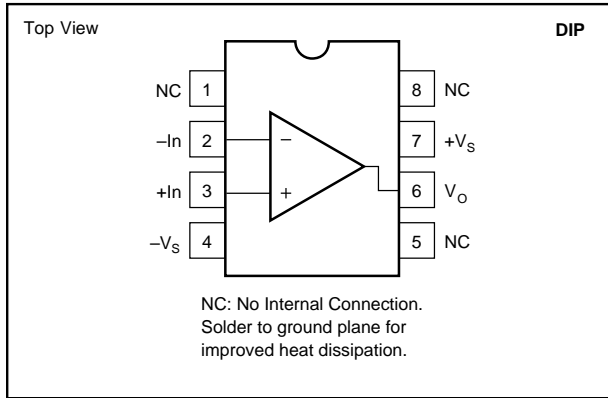 Top View
DIP
NC 1
8 NC
–In 2
–
7 +VS
+In 3
+
6 VO
–VS 4
5 NC
NC: No Internal Connection.
Solder to ground plane for
improved heat dissipation.